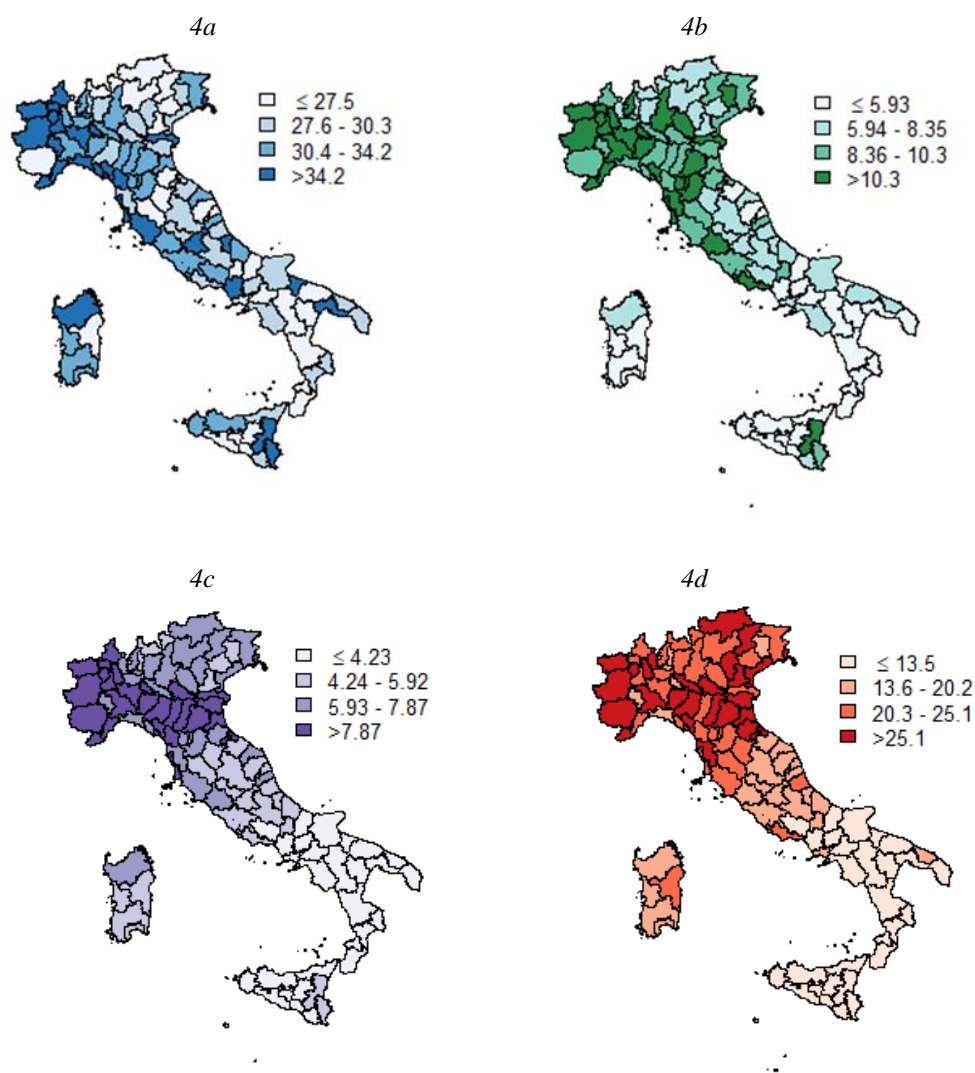 4a
≤ 27.5
27.6 - 30.3
30.4 - 34.2
>34.2
4b
≤ 5.93
5.94 - 8.35
8.36 - 10.3
>10.3
4c
≤ 4.23
4.24 - 5.92
5.93 - 7.87
>7.87
4d
≤ 13.5
13.6 - 20.2
20.3 - 25.1
>25.1